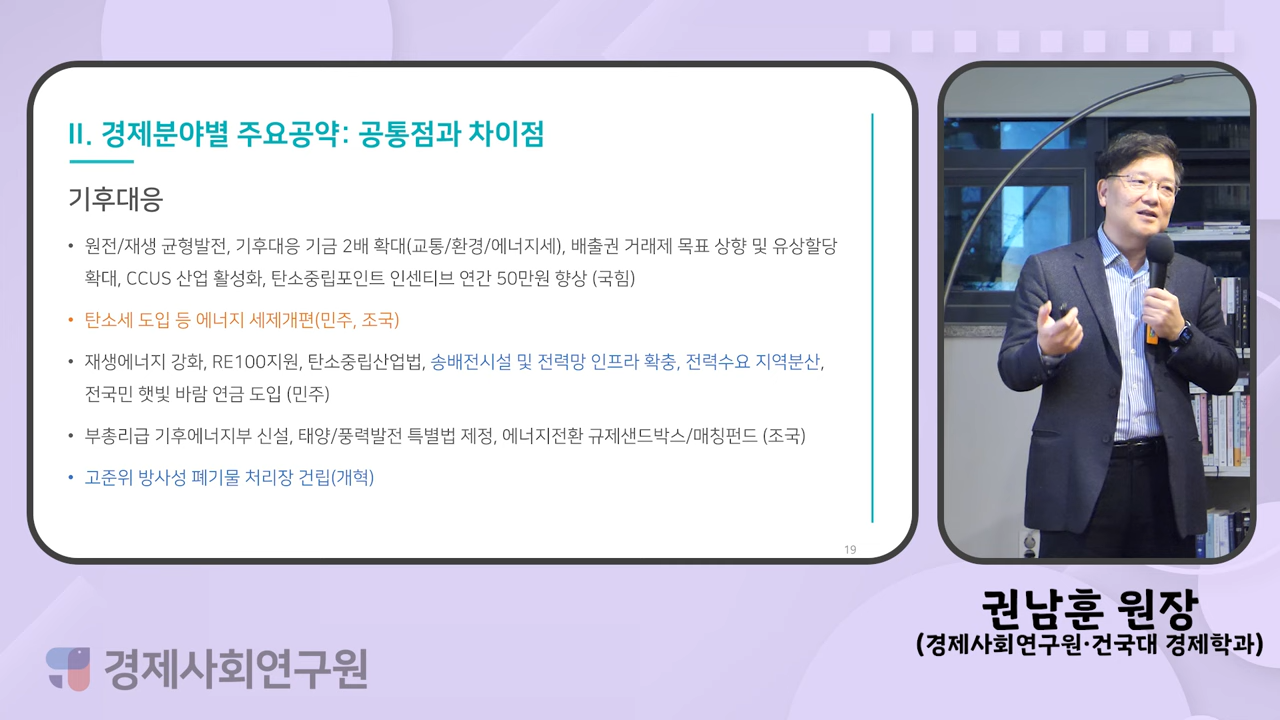 II. 경제분야별 주요공약: 공통점과 차이점
기후대응
• 원전/재생 균형발전, 기후대응 기금 2배 확대(교통/환경/에너지세), 배출권 거래제 목표 상향 및 유상할당
확대, CCUS 산업 활성화, 탄소중립포인트 인센티브 연간 50만원 향상 (국힘)
• 탄소세 도입 등 에너지 세제개편(민주, 조국)
• 재생에너지 강화, RE100지원, 탄소중립산업법, 송배전시설 및 전력망 인프라 확충, 전력수요 지역분산,
전국민 햇빛 바람 연금 도입 (민주)
• 부총리급 기후에너지부 신설, 태양/풍력발전 특별법 제정, 에너지전환 규제샌드박스/매칭펀드 (조국)
• 고준위 방사성 폐기물 처리장 건립(개혁)
19
권남훈 원장
(경제사회연구원·건국대 경제학과)
경제사회연구원